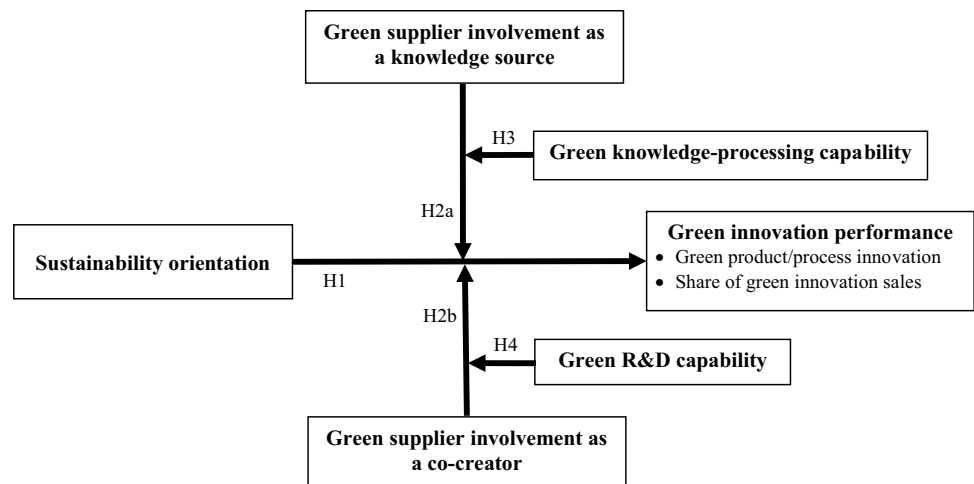 Green supplier involvement as
a knowledge source
H3
Green knowledge-processing capability
H2a
Sustainability orientation
H1
Green innovation performance
• Green product/process innovation
• Share of green innovation sales
H2b
H4
Green R&D capability
Green supplier involvement as
a co-creator